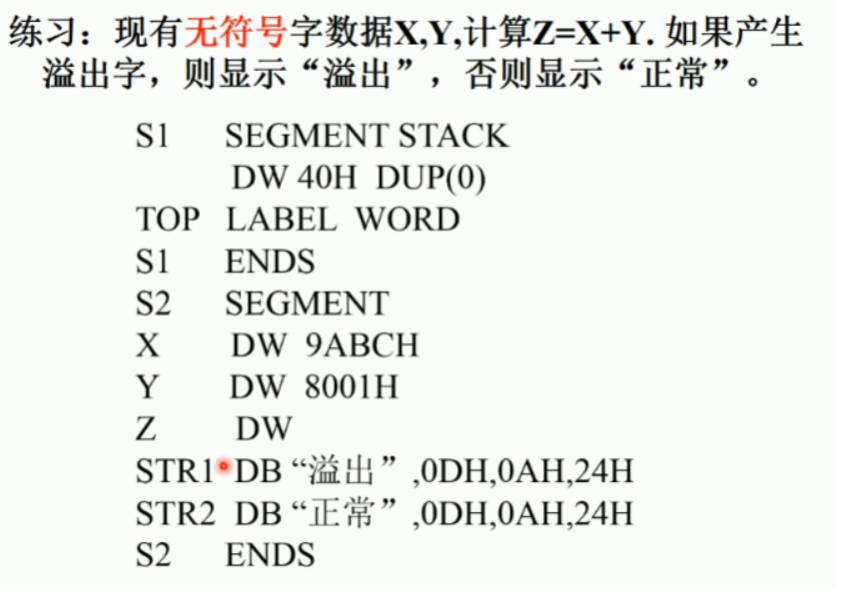 练习：现有无符号字数据X,Y,计算Z=X+Y. 如果产生
溢出字，则显示“溢出”，否则显示“正常”。
S1 SEGMENT STACK
DW 40H DUP(0)
TOP LABEL WORD
S1 ENDS
S2 SEGMENT
X DW 9ABCH
Y DW 8001H
Z DW
STR1 DB “溢出” ,0DH,0AH,24H
STR2 DB “正常” ,0DH,0AH,24H
S2 ENDS